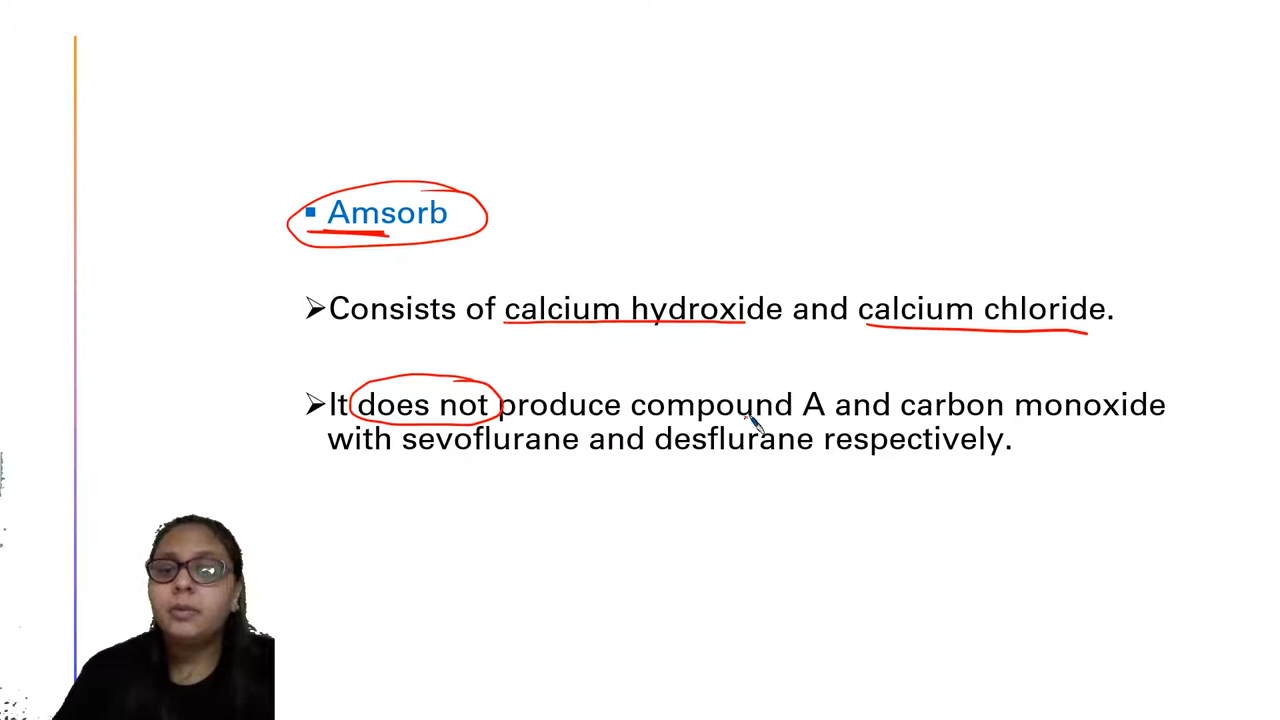 ▪ Amsorb
➢Consists of calcium hydroxide and calcium chloride.
➢It does not produce compound A and carbon monoxide
with sevoflurane and desflurane respectively.